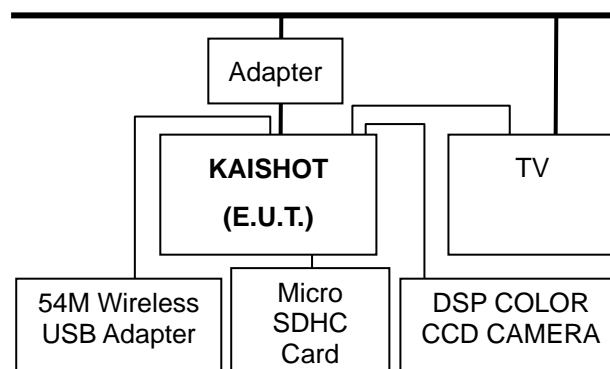 Adapter
KAISHOT
(E.U.T.)
TV
54M Wireless
USB Adapter
Micro
SDHC
Card
DSP COLOR
CCD CAMERA